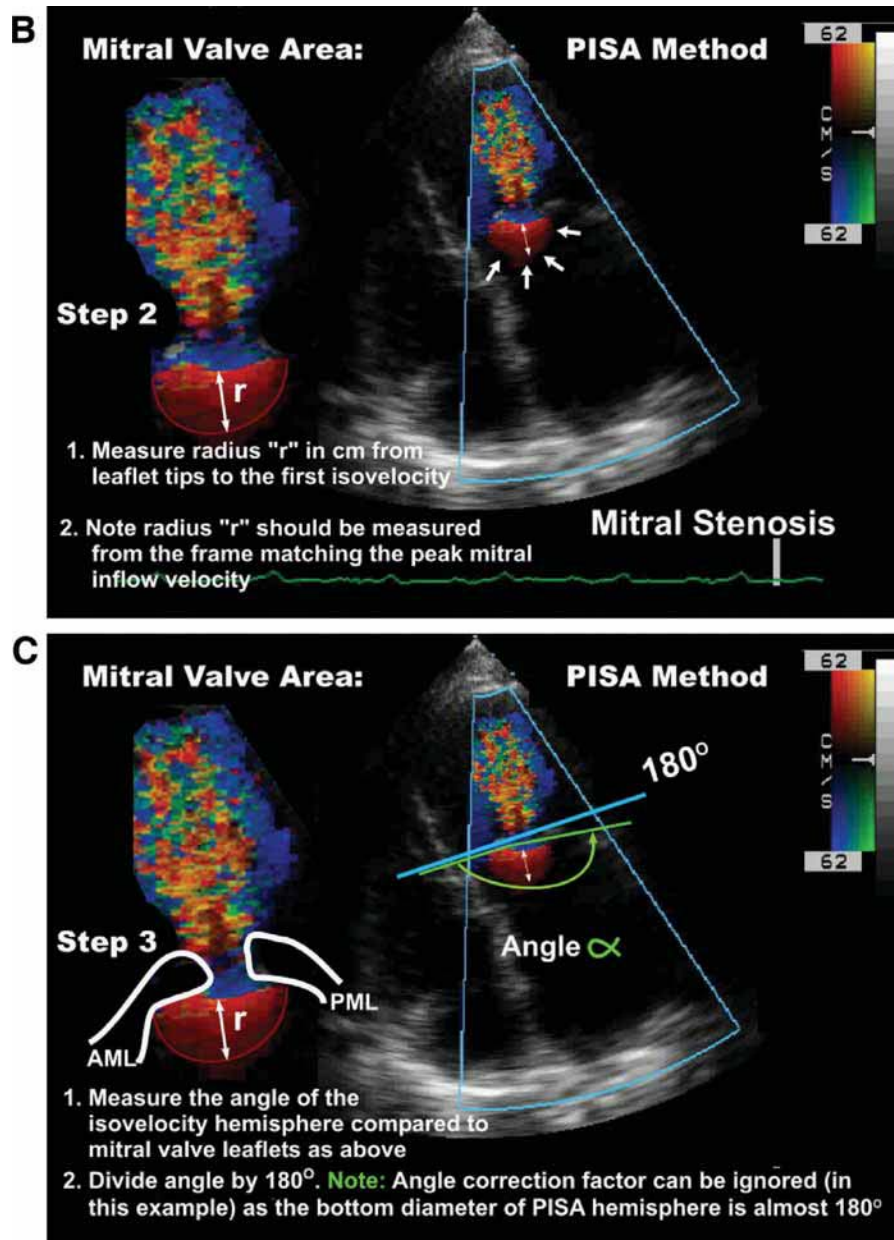 B
Mitral Valve Area:
PISA Method
62
CM/S
62
Step 2
r
1. Measure radius "r" in cm from
leaflet tips to the first isovelocity
2. Note radius "r" should be measured
from the frame matching the peak mitral
inflow velocity
Mitral Stenosis
C
Mitral Valve Area:
PISA Method
62
CM/S
62
180°
Step 3
Angle ∝
r
AML
PML
1. Measure the angle of the
isovelocity hemisphere compared to
mitral valve leaflets as above
2. Divide angle by 180°. Note: Angle correction factor can be ignored (in
this example) as the bottom diameter of PISA hemisphere is almost 180°